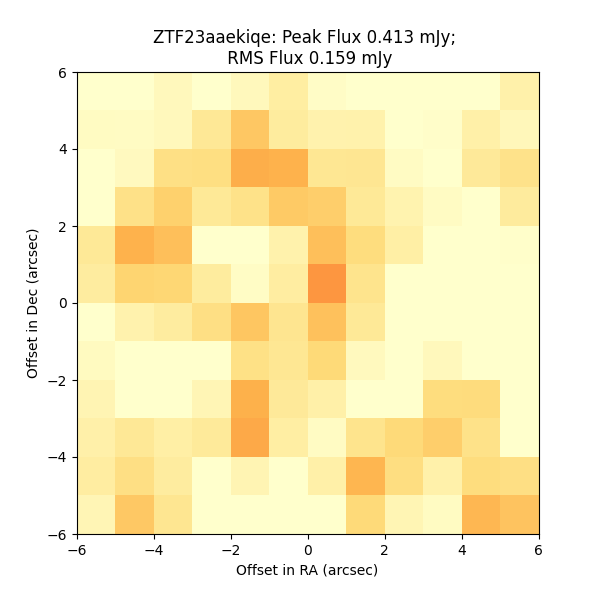 ZTF23aaekiqe: Peak Flux 0.413 mJy;
RMS Flux 0.159 mJy
6
4
2
0
−2
−4
−6
Offset in Dec (arcsec)
−6 −4 −2 0 2 4 6
Offset in RA (arcsec)